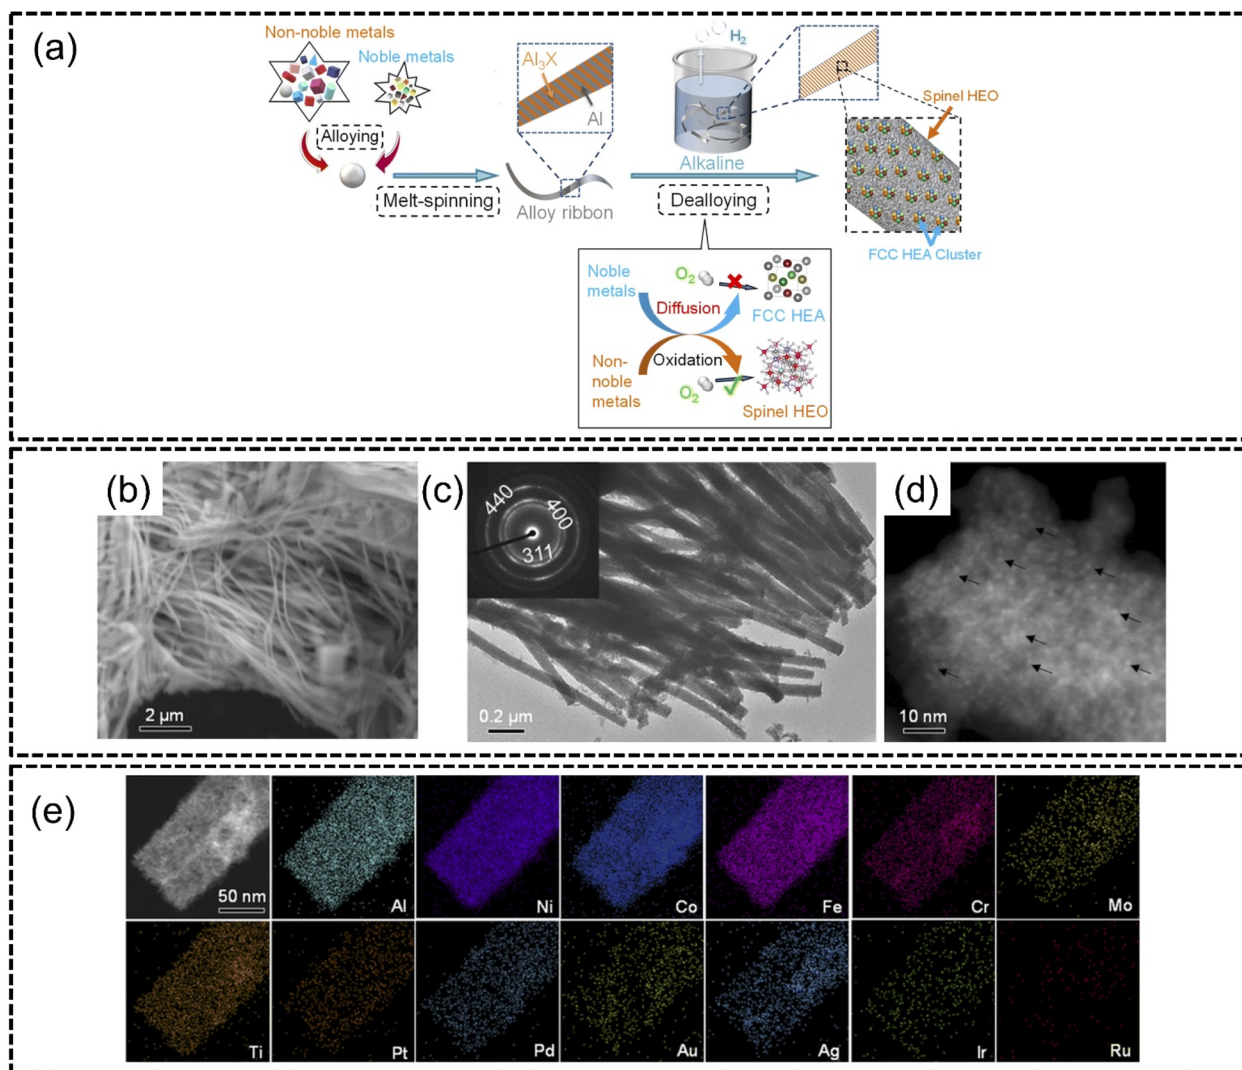 (a)
Non-noble metals
Noble metals
Alloying
Melt-spinning
Al₃X
Al
Alloy ribbon
H₂
Alkaline
Dealloying
Spinel HEO
FCC HEA Cluster
Noble
metals
O₂
Diffusion
FCC HEA
Non-
noble
metals
Oxidation
O₂
Spinel HEO
(b)
2 μm
(c)
440
400
311
0.2 μm
(d)
10 nm
(e)
50 nm
Al
Ni
Co
Fe
Cr
Mo
Ti
Pt
Pd
Au
Ag
Ir
Ru